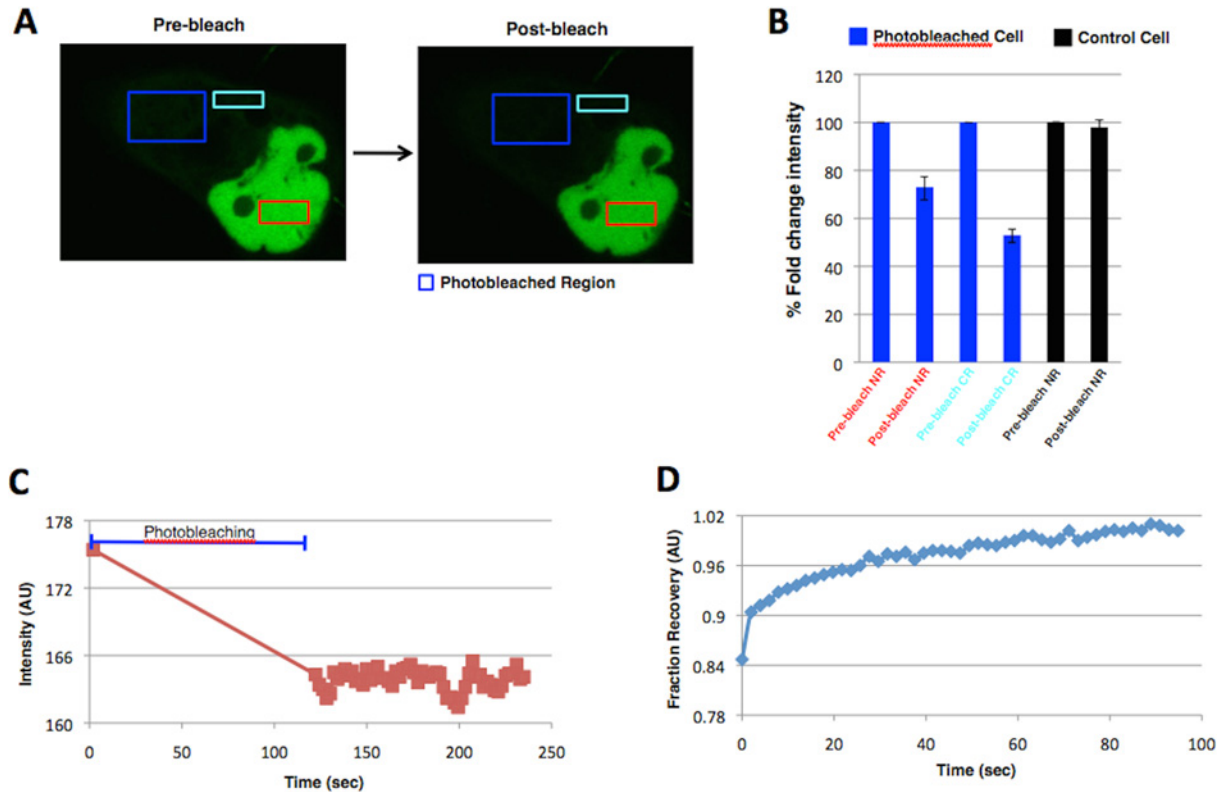 A
Pre-bleach
Post-bleach
Photobleached Region
B
Photobleached Cell
Control Cell
% Fold change intensity
120
100
80
60
40
20
0
Pre-bleach NR
Post-bleach NR
Pre-bleach CR
Post-bleach CR
Pre-bleach NR
Post-bleach NR
C
Photobleaching
Intensity (AU)
178
172
166
160
0
50
100
150
200
250
Time (sec)
D
Fraction Recovery (AU)
1.02
0.96
0.9
0.84
0.78
0
20
40
60
80
100
Time (sec)